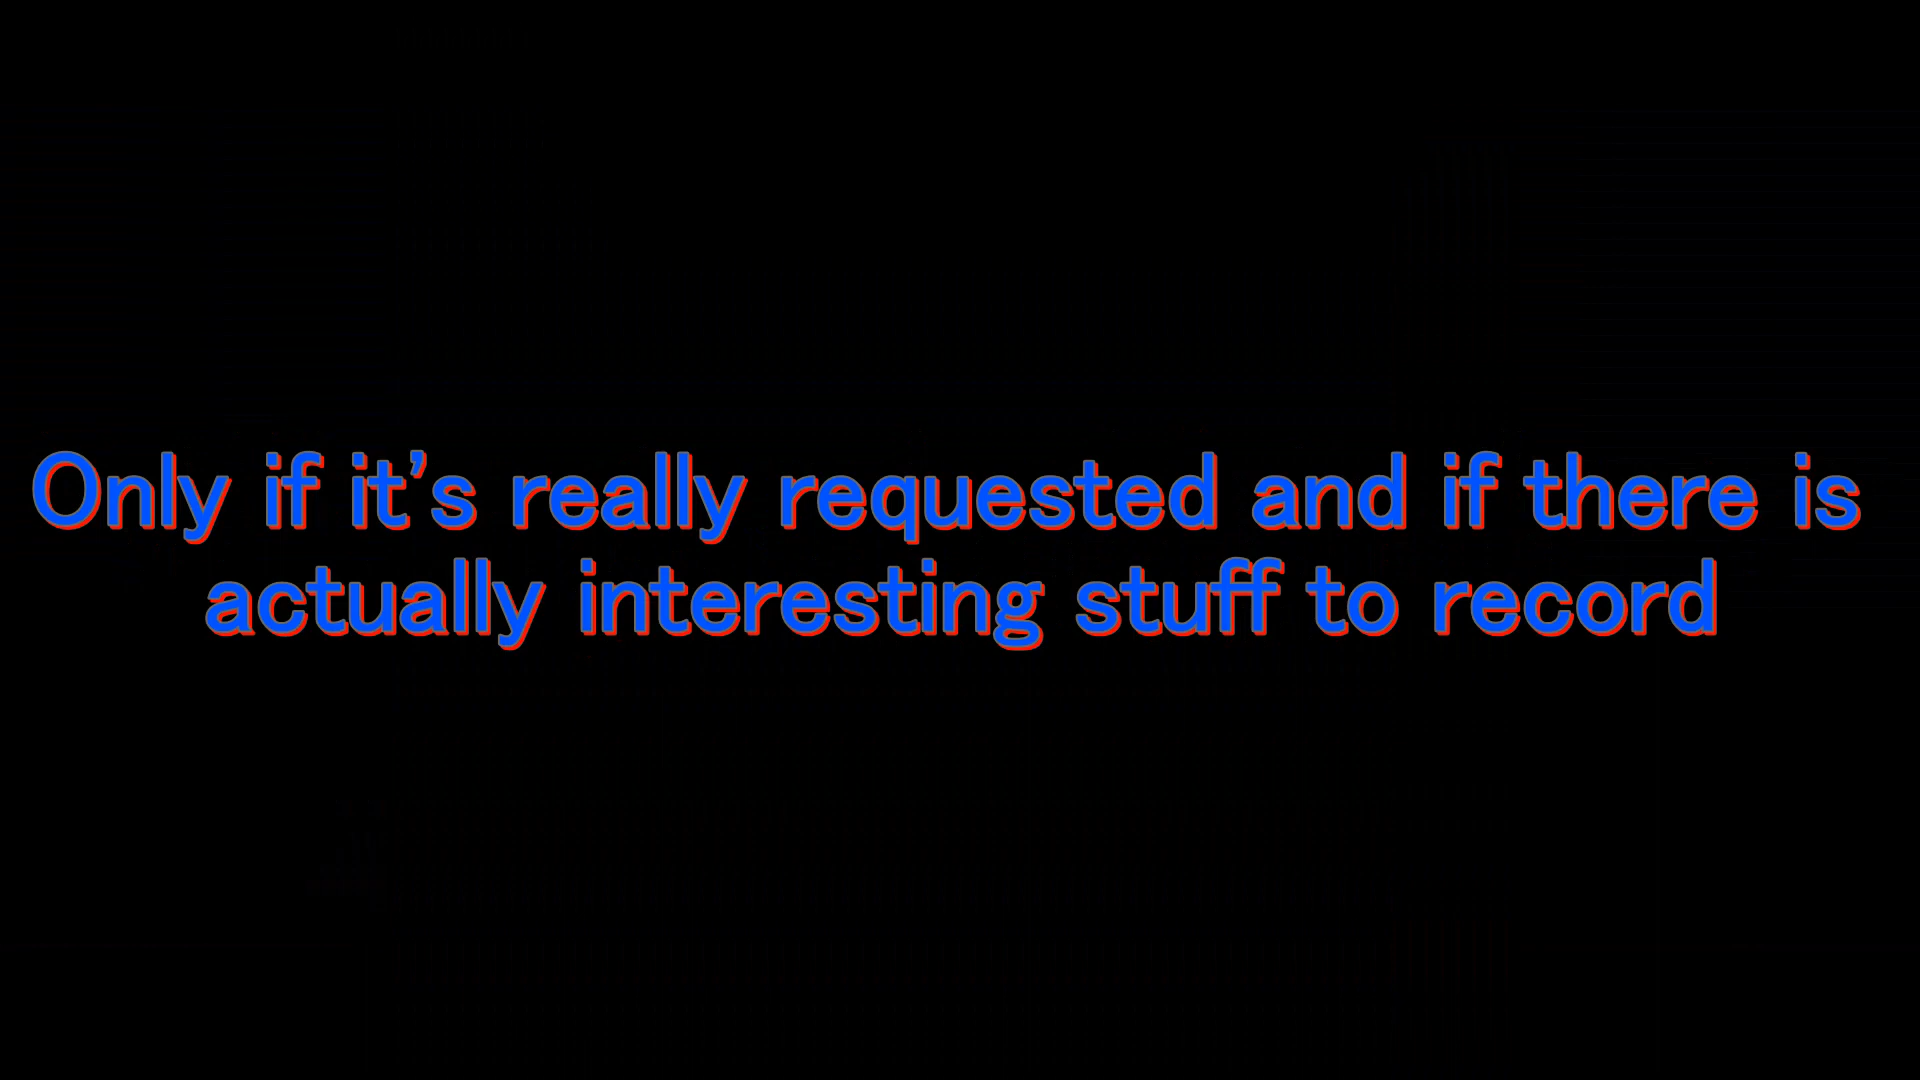 Only if it’s really requested and if there is
actually interesting stuff to record